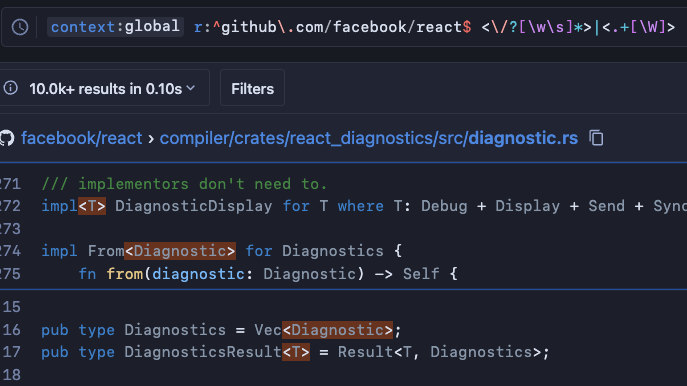 context:global r:^github\.com/facebook/react$ <\/?[\w\s]*>|<.+[\W]>
10.0k+ results in 0.10s
Filters
facebook/react › compiler/crates/react_diagnostics/src/diagnostic.rs
271 /// implementors don't need to.
272 impl<T> DiagnosticDisplay for T where T: Debug + Display + Send + Sync
273
274 impl From<Diagnostic> for Diagnostics {
275 fn from(diagnostic: Diagnostic) -> Self {
15
16 pub type Diagnostics = Vec<Diagnostic>;
17 pub type DiagnosticsResult<T> = Result<T, Diagnostics>;
18